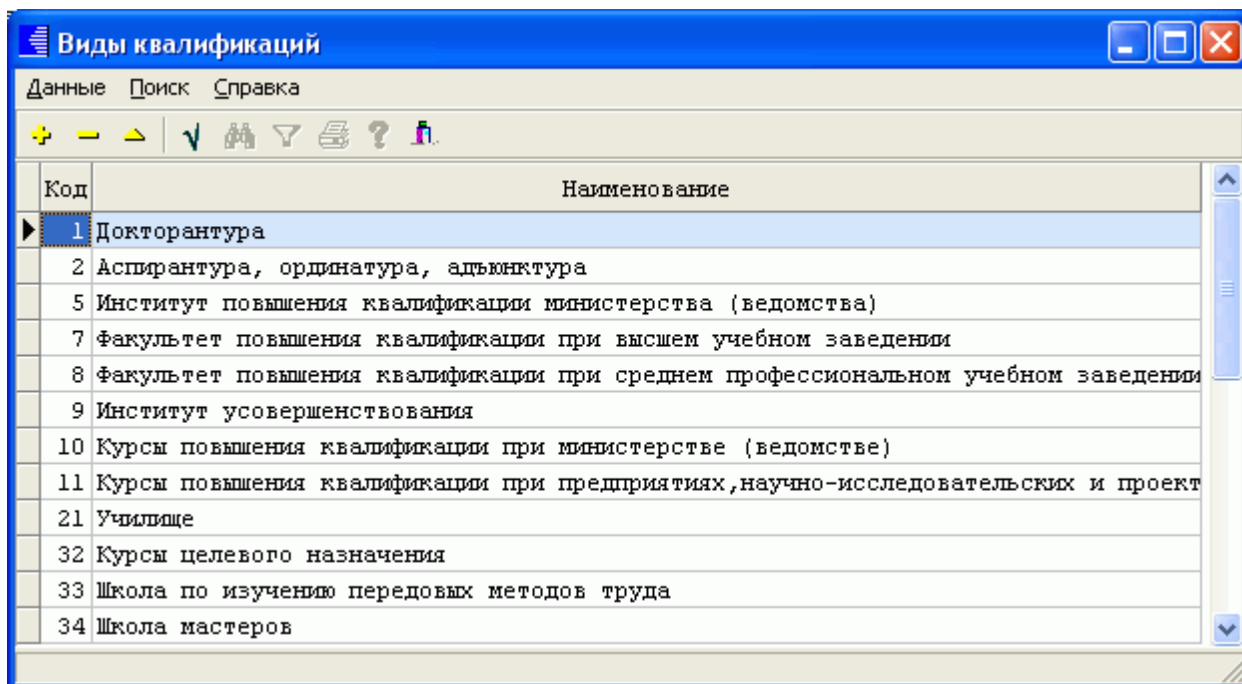 Виды квалификаций
Данные Поиск Справка
Код Наименование
1 Докторантура
2 Аспирантура, ординатура, адъюнктура
5 Институт повышения квалификации министерства (ведомства)
7 Факультет повышения квалификации при высшем учебном заведении
8 Факультет повышения квалификации при среднем профессиональном учебном заведении
9 Институт усовершенствования
10 Курсы повышения квалификации при министерстве (ведомстве)
11 Курсы повышения квалификации при предприятиях,научно-исследовательских и проект
21 Училище
32 Курсы целевого назначения
33 Школа по изучению передовых методов труда
34 Школа мастеров